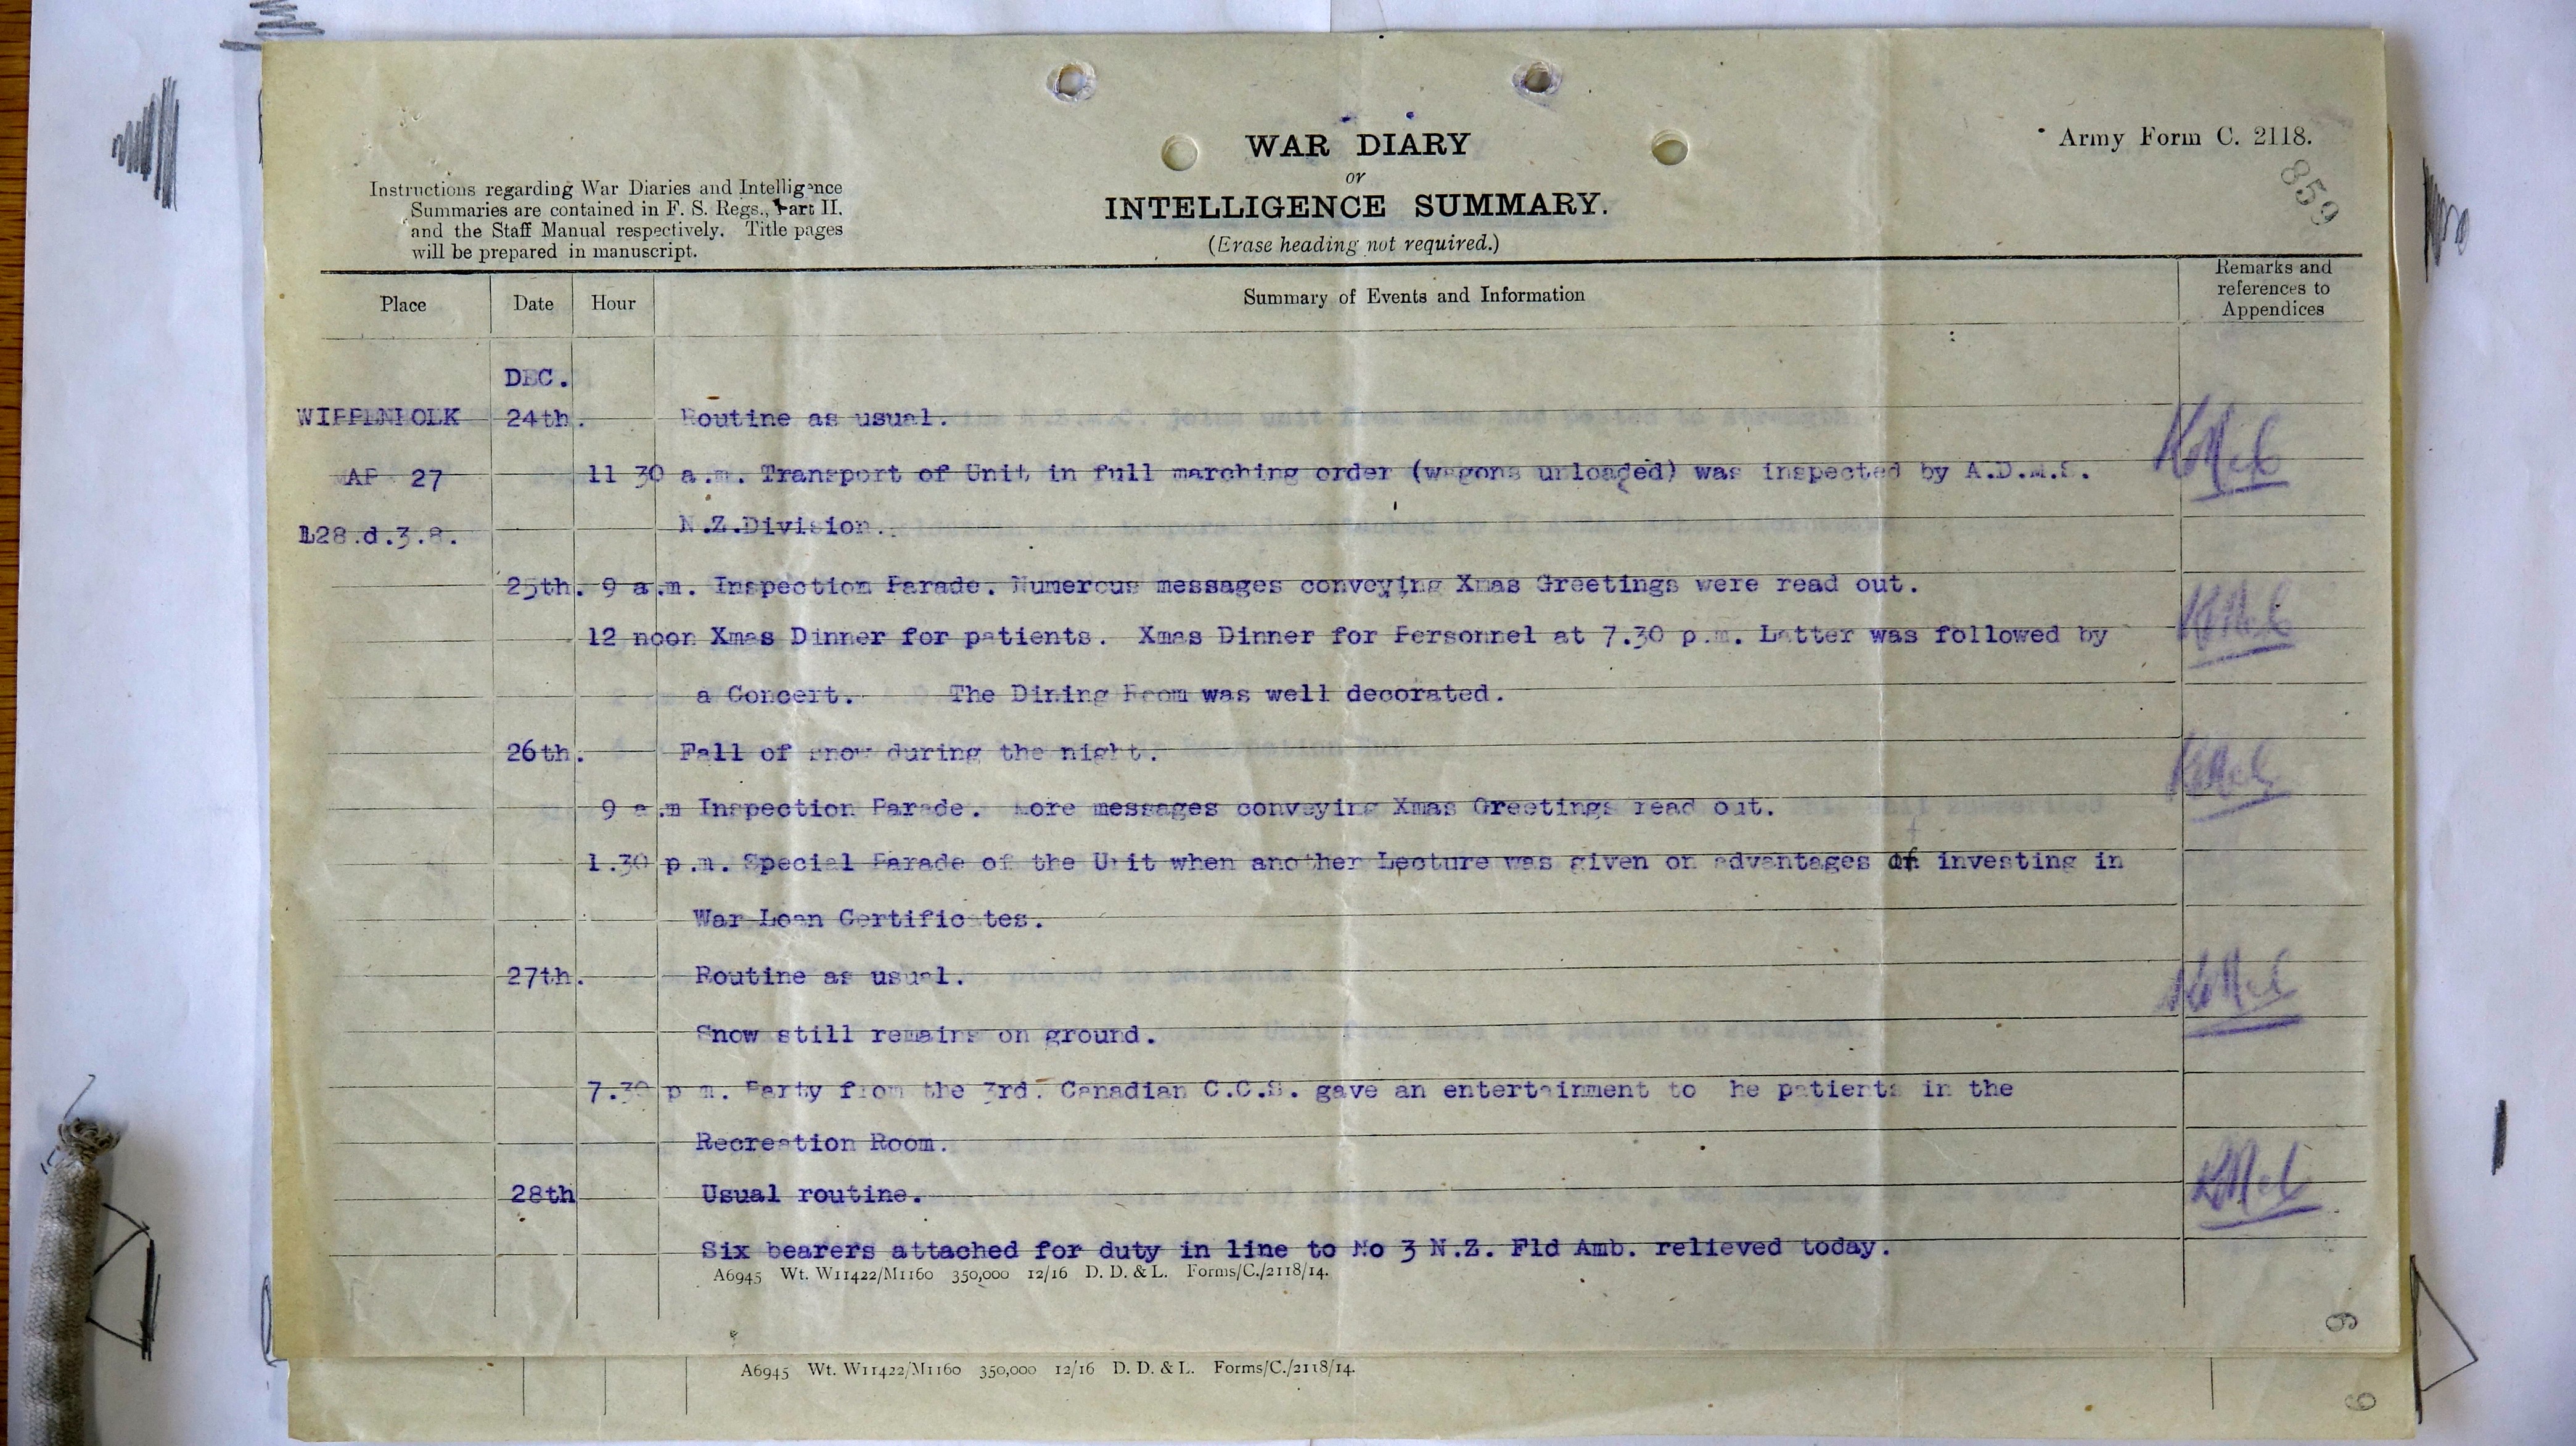 WAR DIARY
or
INTELLIGENCE SUMMARY.
(Erase heading not required.)
Army Form C. 2118.
859
Instructions regarding War Diaries and Intelligence
Summaries are contained in F. S. Regs., Part II.
and the Staff Manual respectively. Title pages
will be prepared in manuscript.
Place Date Hour Summary of Events and Information Remarks and references to Appendices
DEC.
24th. Routine as usual.
AP 27 11 30 a.m. Transport of Unit in full marching order (wagons unloaded) was inspected by A.D.M.S.
L28.d.3.8. N.Z.Division.
25th. 9 a.m. Inspection Parade. Numerous messages conveying Xmas Greetings were read out.
12 noon Xmas Dinner for patients. Xmas Dinner for Personnel at 7.30 p.m. Latter was followed by
a Concert. The Dining Room was well decorated.
26th. Fall of snow during the night.
9 a.m Inspection Parade. More messages conveying Xmas Greetings read out.
1.30 p.m. Special Parade of the Unit when another Lecture was given on advantages of investing in
War Loan Certificates.
27th. Routine as usual.
Snow still remains on ground.
7.30 p m. Party from the 3rd. Canadian C.C.S. gave an entertainment to he patients in the
Recreation Room.
28th Usual routine.
Six bearers attached for duty in line to No 3 N.Z. Fld Amb. relieved today.
A6945 Wt. W11422/M1160 350,000 12/16 D. D. & L. Forms/C./2118/14.
A6945 Wt. W11422/M1160 350,000 12/16 D. D. & L. Forms/C./2118/14.